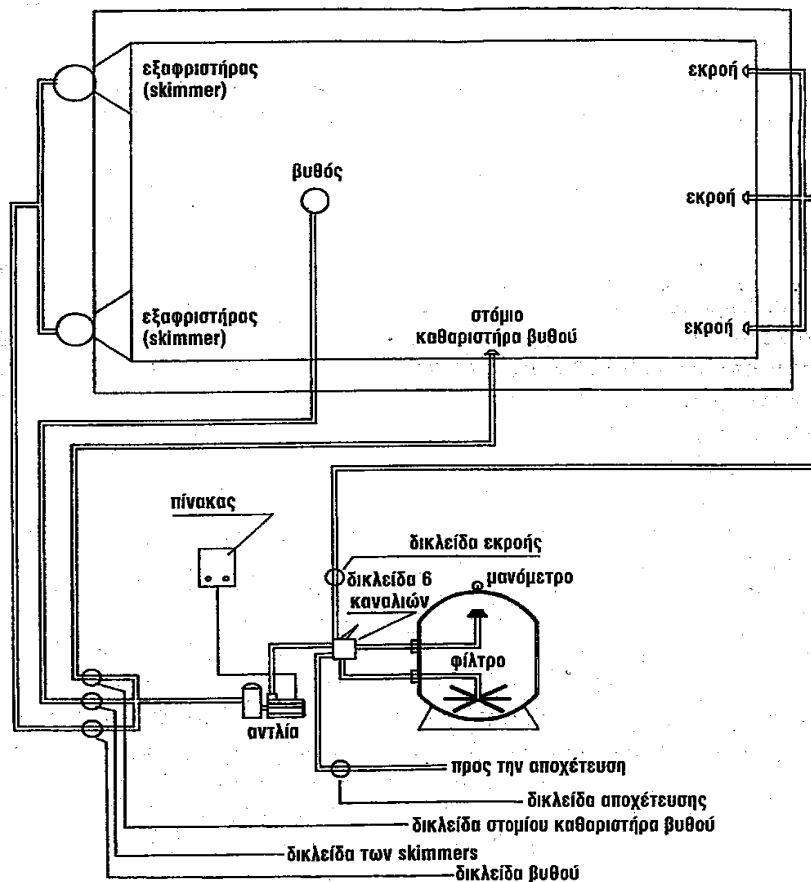 εξαφριστήρας
(skimmer)
εκροή
βυθός
εκροή
εξαφριστήρας
(skimmer)
στόμιο
καθαριστήρα βυθού
εκροή
πίνακας
δικλείδα εκροής
δικλείδα 6
καναλιών
μανόμετρο
φίλτρο
αντλία
προς την αποχέτευση
δικλείδα αποχέτευσης
δικλείδα στομίου καθαριστήρα βυθού
δικλείδα των skimmers
δικλείδα βυθού